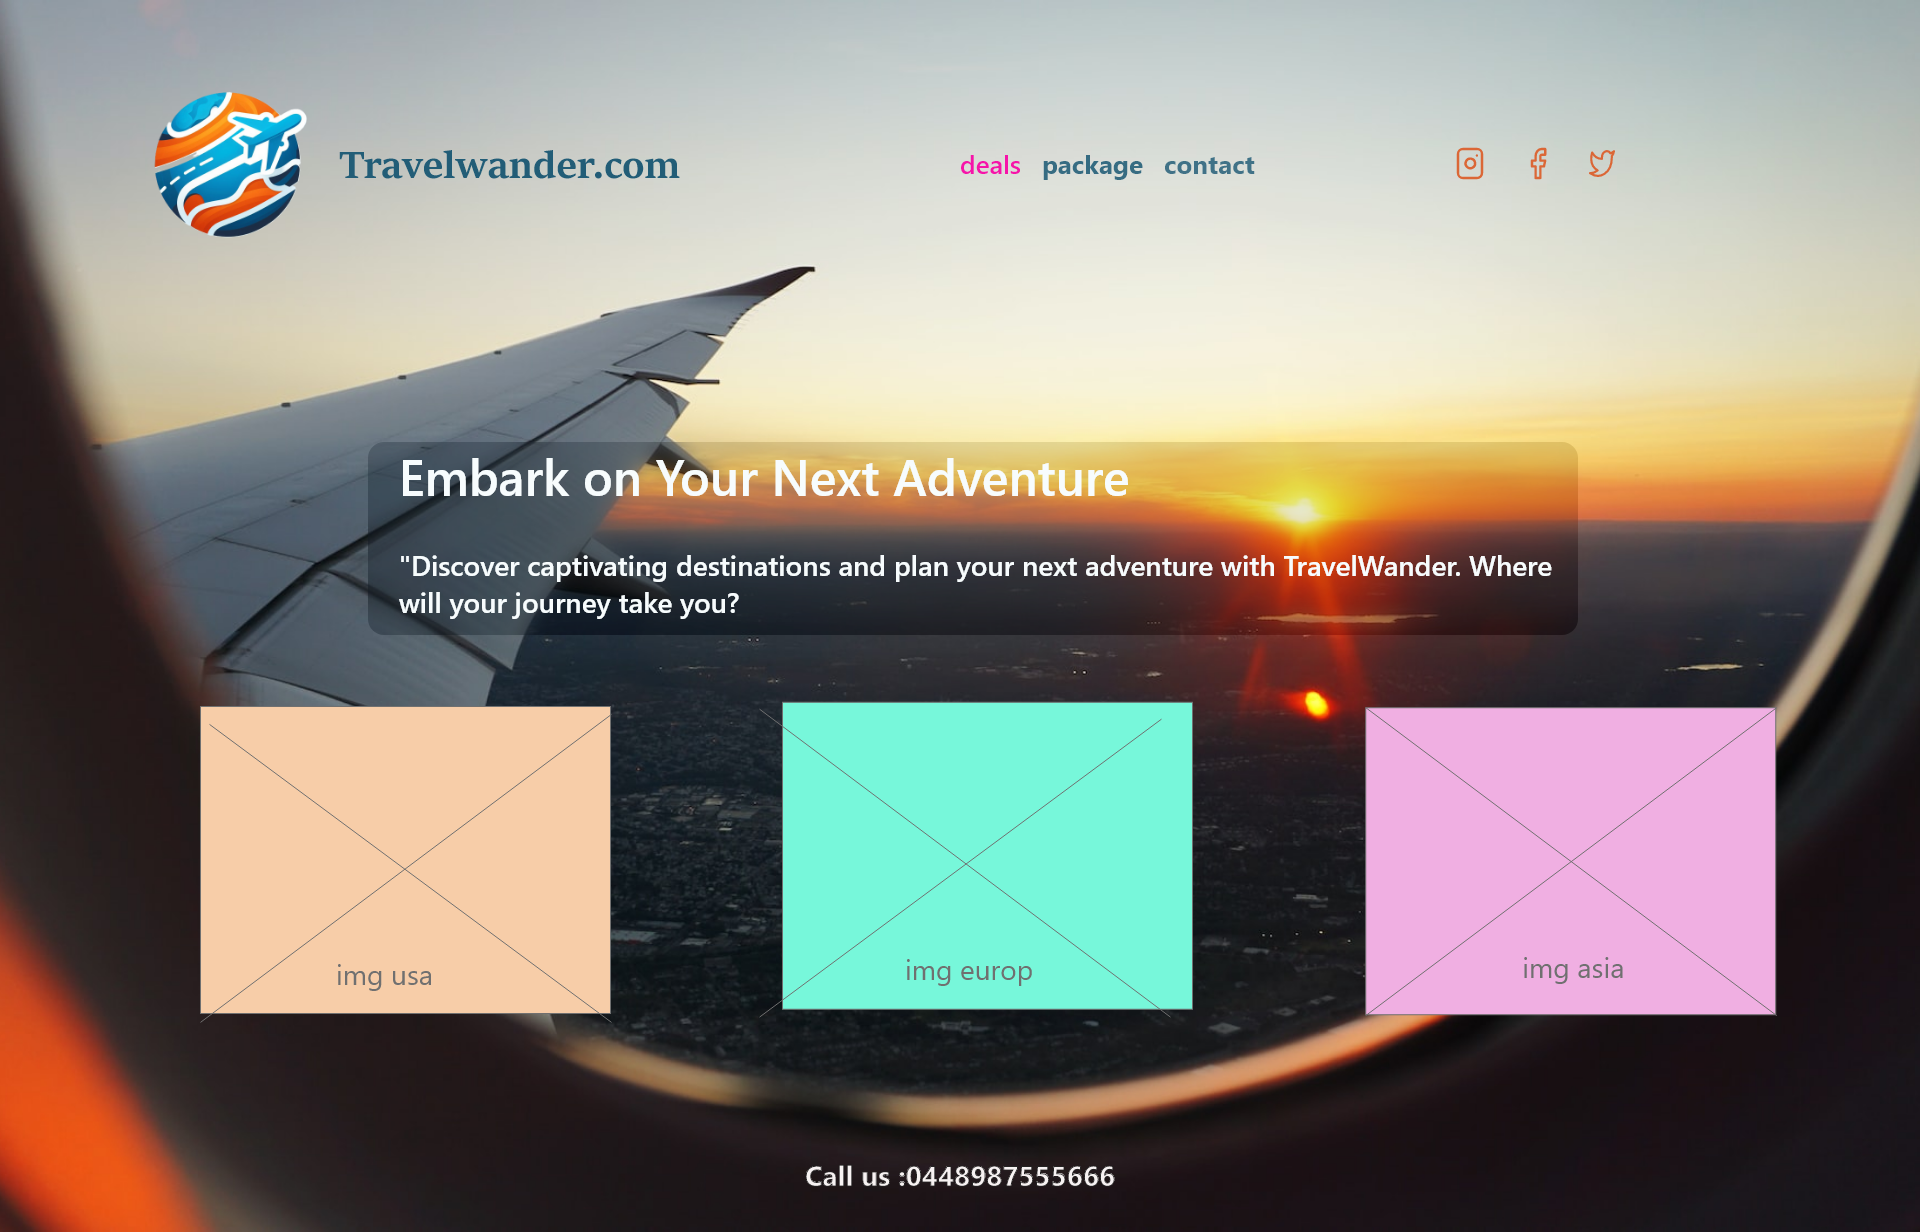 Travelwander.com
deals package contact
Embark on Your Next Adventure
"Discover captivating destinations and plan your next adventure with TravelWander. Where
will your journey take you?
img usa
img europ
img asia
Call us :0448987555666